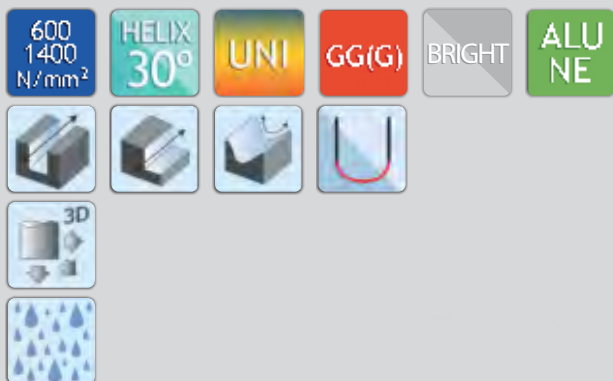 600
1400
N/mm²
HELIX
30°
UNI
GG(G)
BRIGHT
ALU
NE
3D